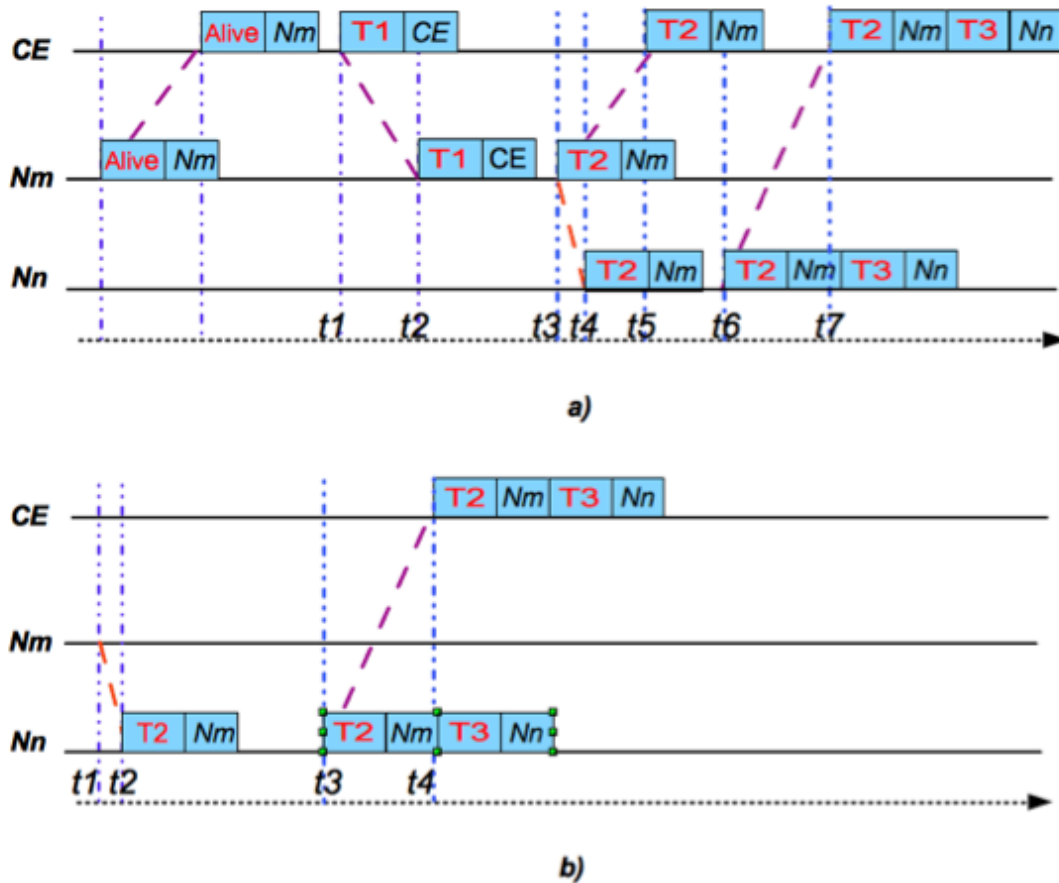 CE Alive Nm T1 CE T2 Nm T2 Nm T3 Nn
Nm Alive Nm T1 CE T2 Nm
Nn T2 Nm T2 Nm T3 Nn
t1 t2 t3 t4 t5 t6 t7
a)
CE T2 Nm T3 Nn
Nm
Nn T2 Nm T2 Nm T3 Nn
t1 t2 t3 t4
b)